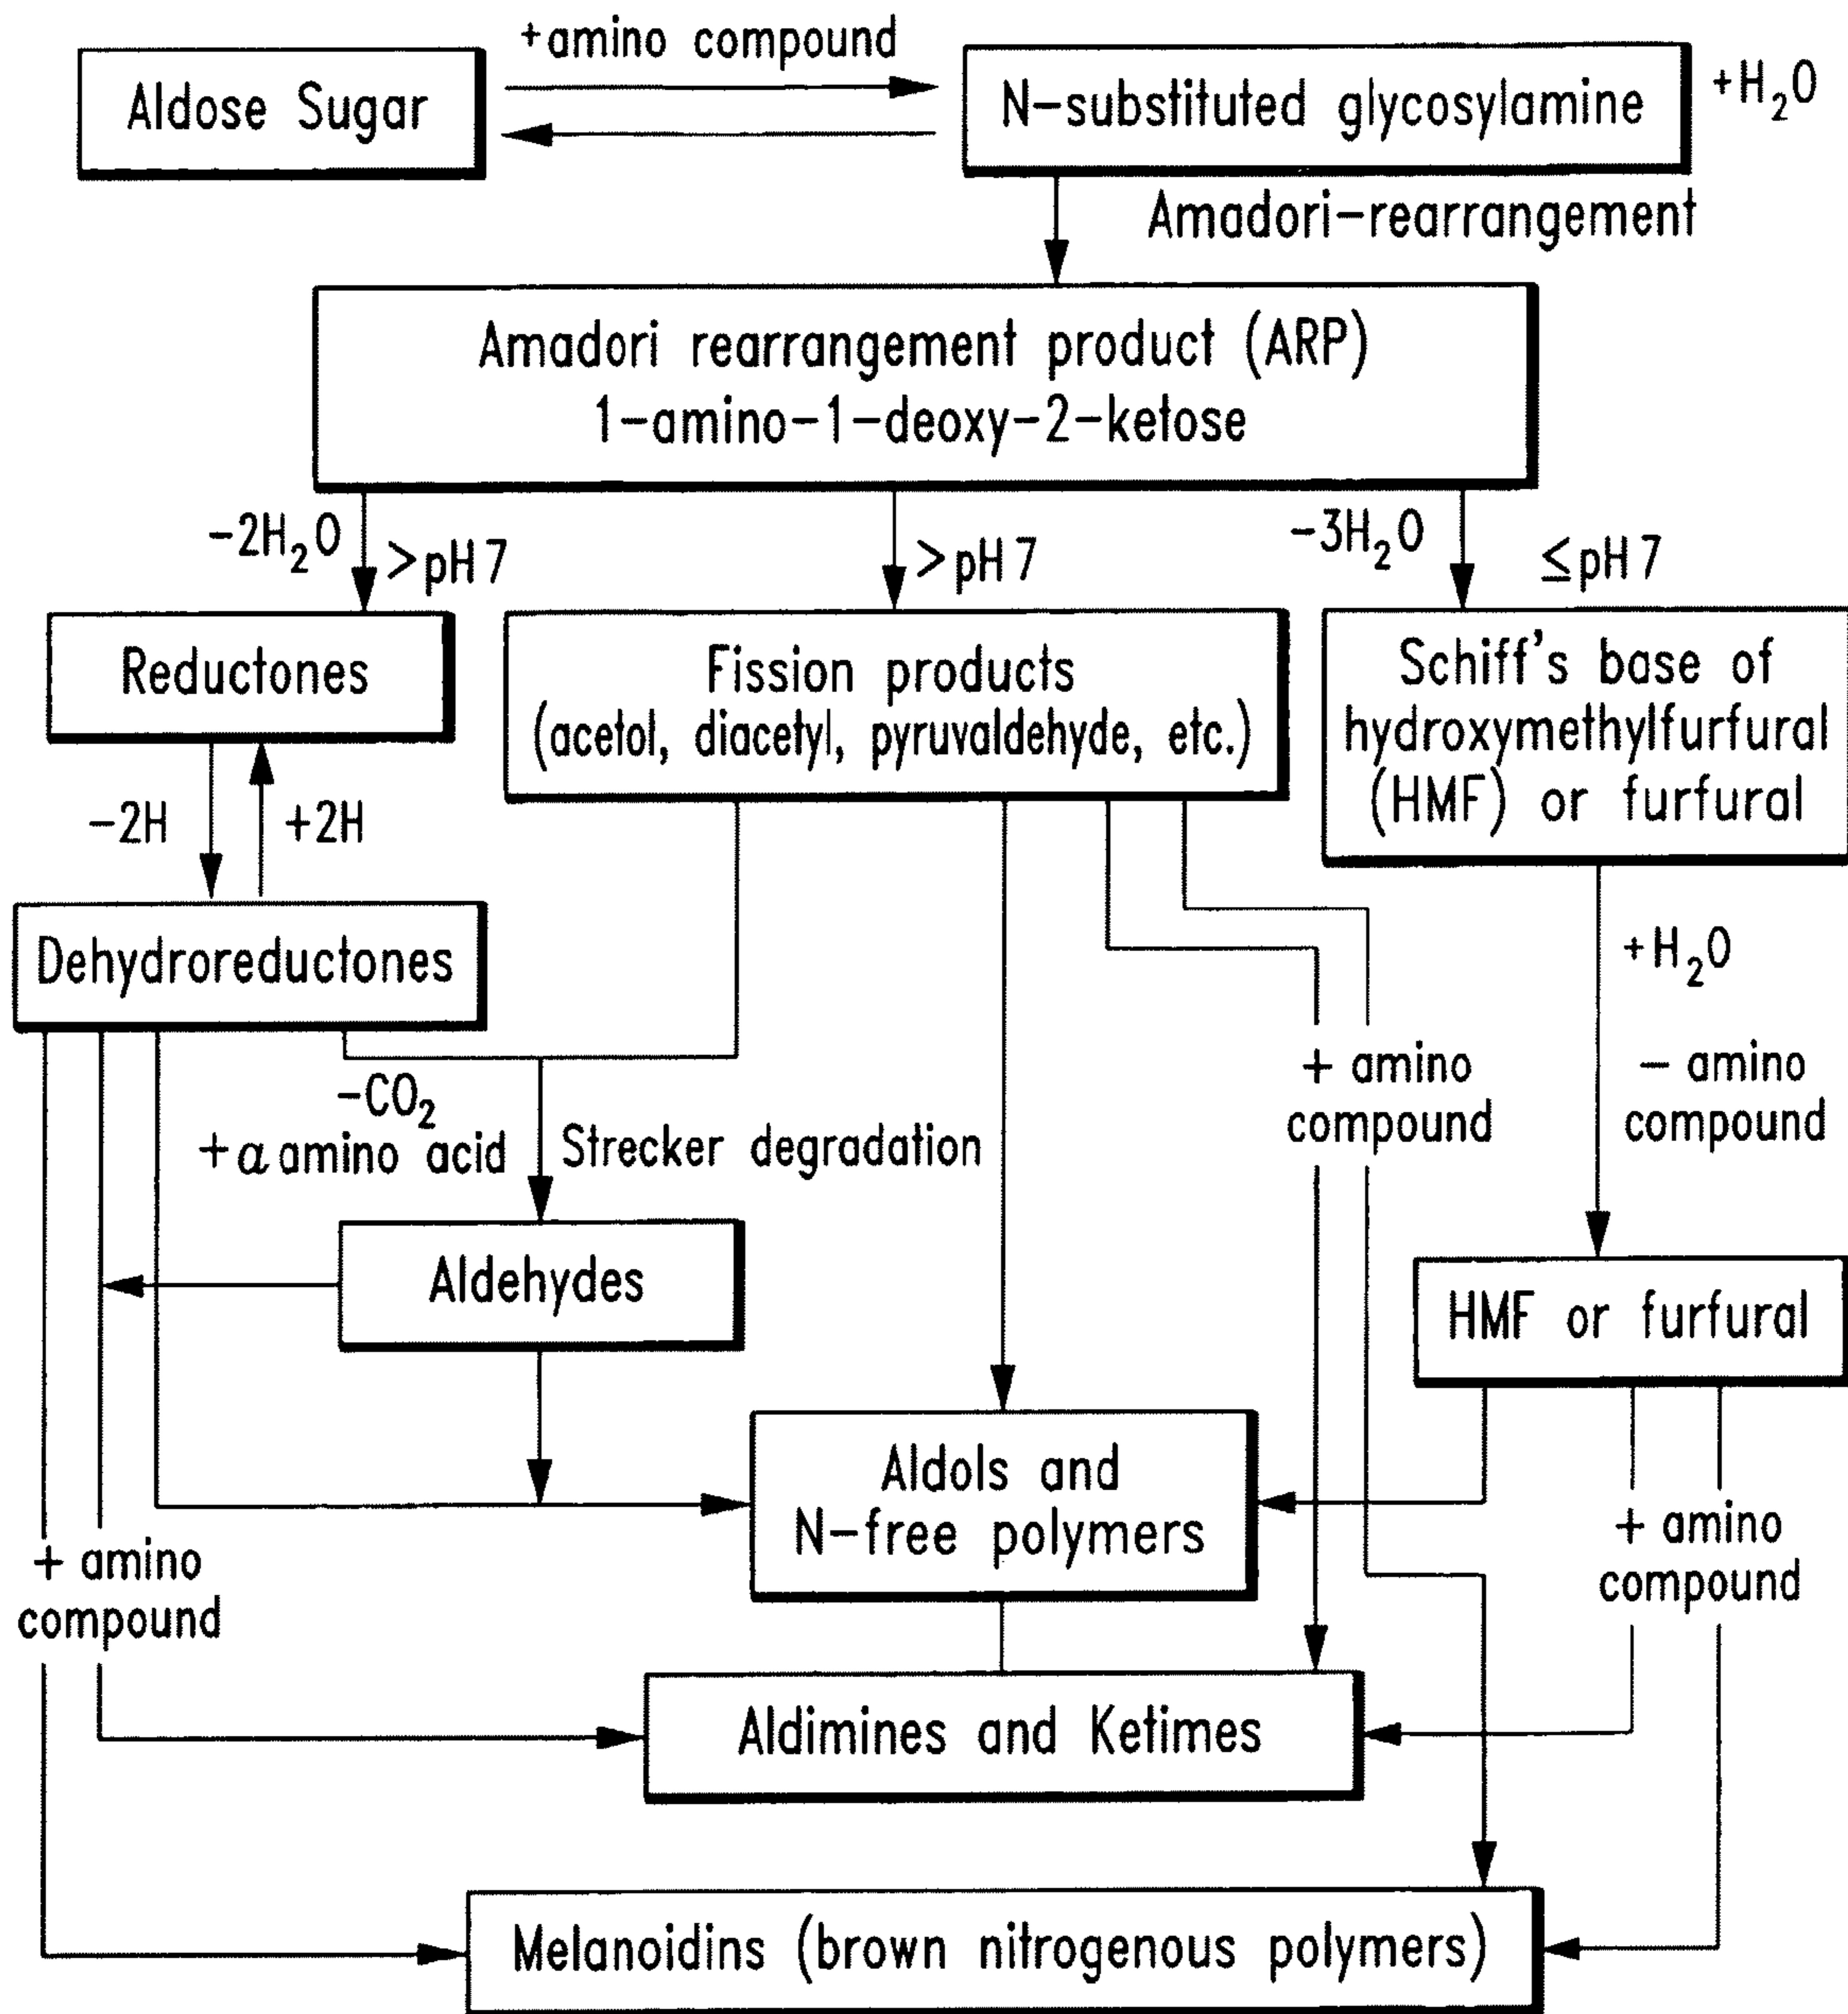 +amino compound
Aldose Sugar
N-substituted glycosylamine
+H₂O
Amadori-rearrangement
Amadori rearrangement product (ARP)
1-amino-1-deoxy-2-ketose
-2H₂O
>pH 7
>pH 7
-3H₂O
≤pH 7
Reductones
Fission products
(acetol, diacetyl, pyruvaldehyde, etc.)
Schiff's base of
hydroxymethylfurfural
(HMF) or furfural
-2H
+2H
Dehydroreductones
+H₂O
-CO₂
+α amino acid
Strecker degradation
+ amino
compound
- amino
compound
Aldehydes
HMF or furfural
Aldols and
N-free polymers
+ amino
compound
+ amino
compound
Aldimines and Ketimes
Melanoidins (brown nitrogenous polymers)